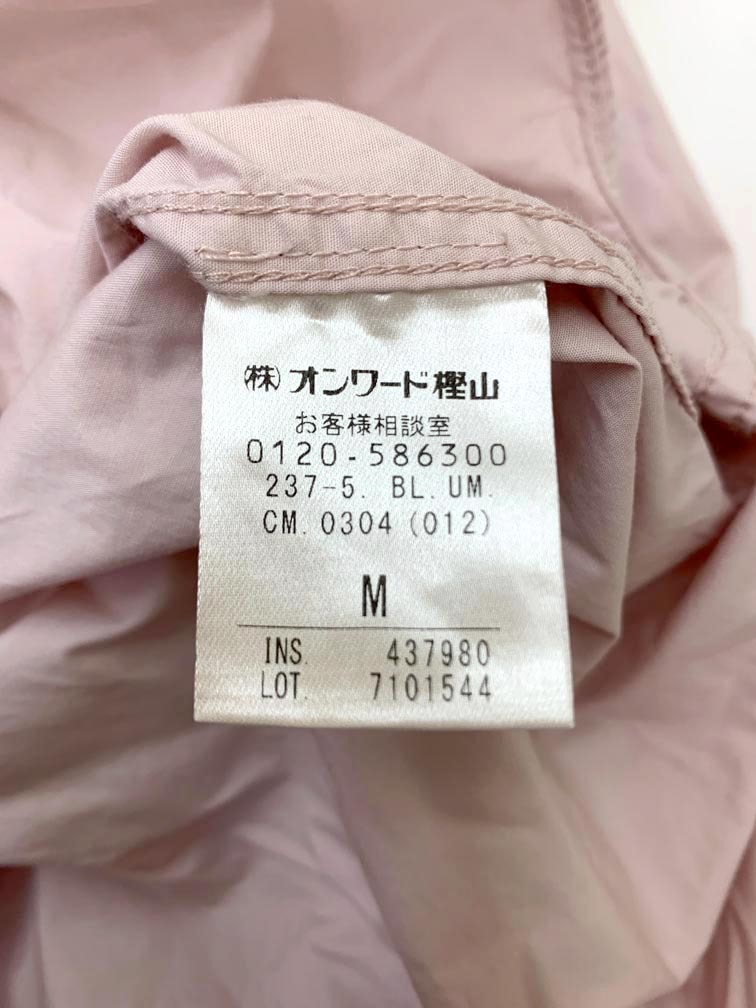 (株)オンワード樫山
お客様相談室
0120-586300
237-5. BL. UM.
CM. 0304 (012)
M
INS. 437980
LOT. 7101544